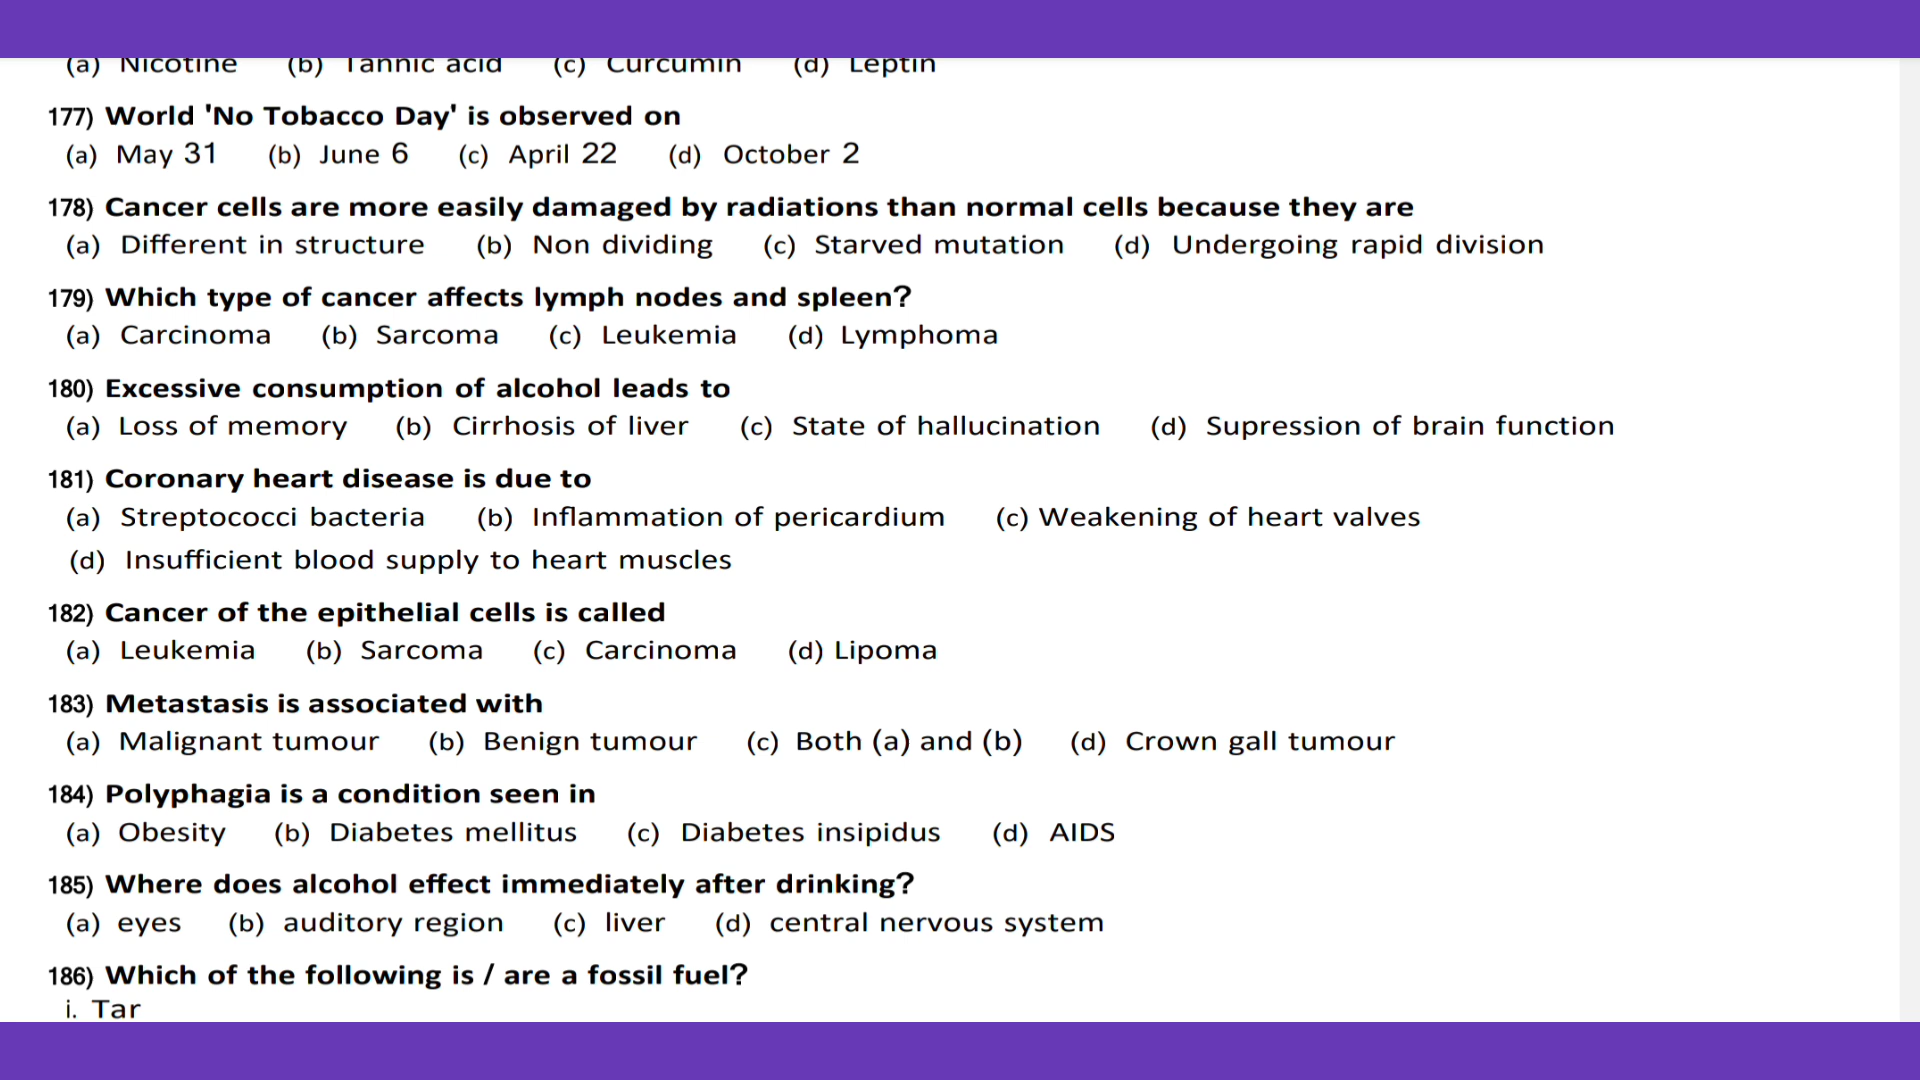 (a) Nicotine (b) Tannic acid (c) Curcumin (d) Leptin
177) World 'No Tobacco Day' is observed on
(a) May 31 (b) June 6 (c) April 22 (d) October 2
178) Cancer cells are more easily damaged by radiations than normal cells because they are
(a) Different in structure (b) Non dividing (c) Starved mutation (d) Undergoing rapid division
179) Which type of cancer affects lymph nodes and spleen?
(a) Carcinoma (b) Sarcoma (c) Leukemia (d) Lymphoma
180) Excessive consumption of alcohol leads to
(a) Loss of memory (b) Cirrhosis of liver (c) State of hallucination (d) Supression of brain function
181) Coronary heart disease is due to
(a) Streptococci bacteria (b) Inflammation of pericardium (c) Weakening of heart valves
(d) Insufficient blood supply to heart muscles
182) Cancer of the epithelial cells is called
(a) Leukemia (b) Sarcoma (c) Carcinoma (d) Lipoma
183) Metastasis is associated with
(a) Malignant tumour (b) Benign tumour (c) Both (a) and (b) (d) Crown gall tumour
184) Polyphagia is a condition seen in
(a) Obesity (b) Diabetes mellitus (c) Diabetes insipidus (d) AIDS
185) Where does alcohol effect immediately after drinking?
(a) eyes (b) auditory region (c) liver (d) central nervous system
186) Which of the following is / are a fossil fuel?
i. Tar